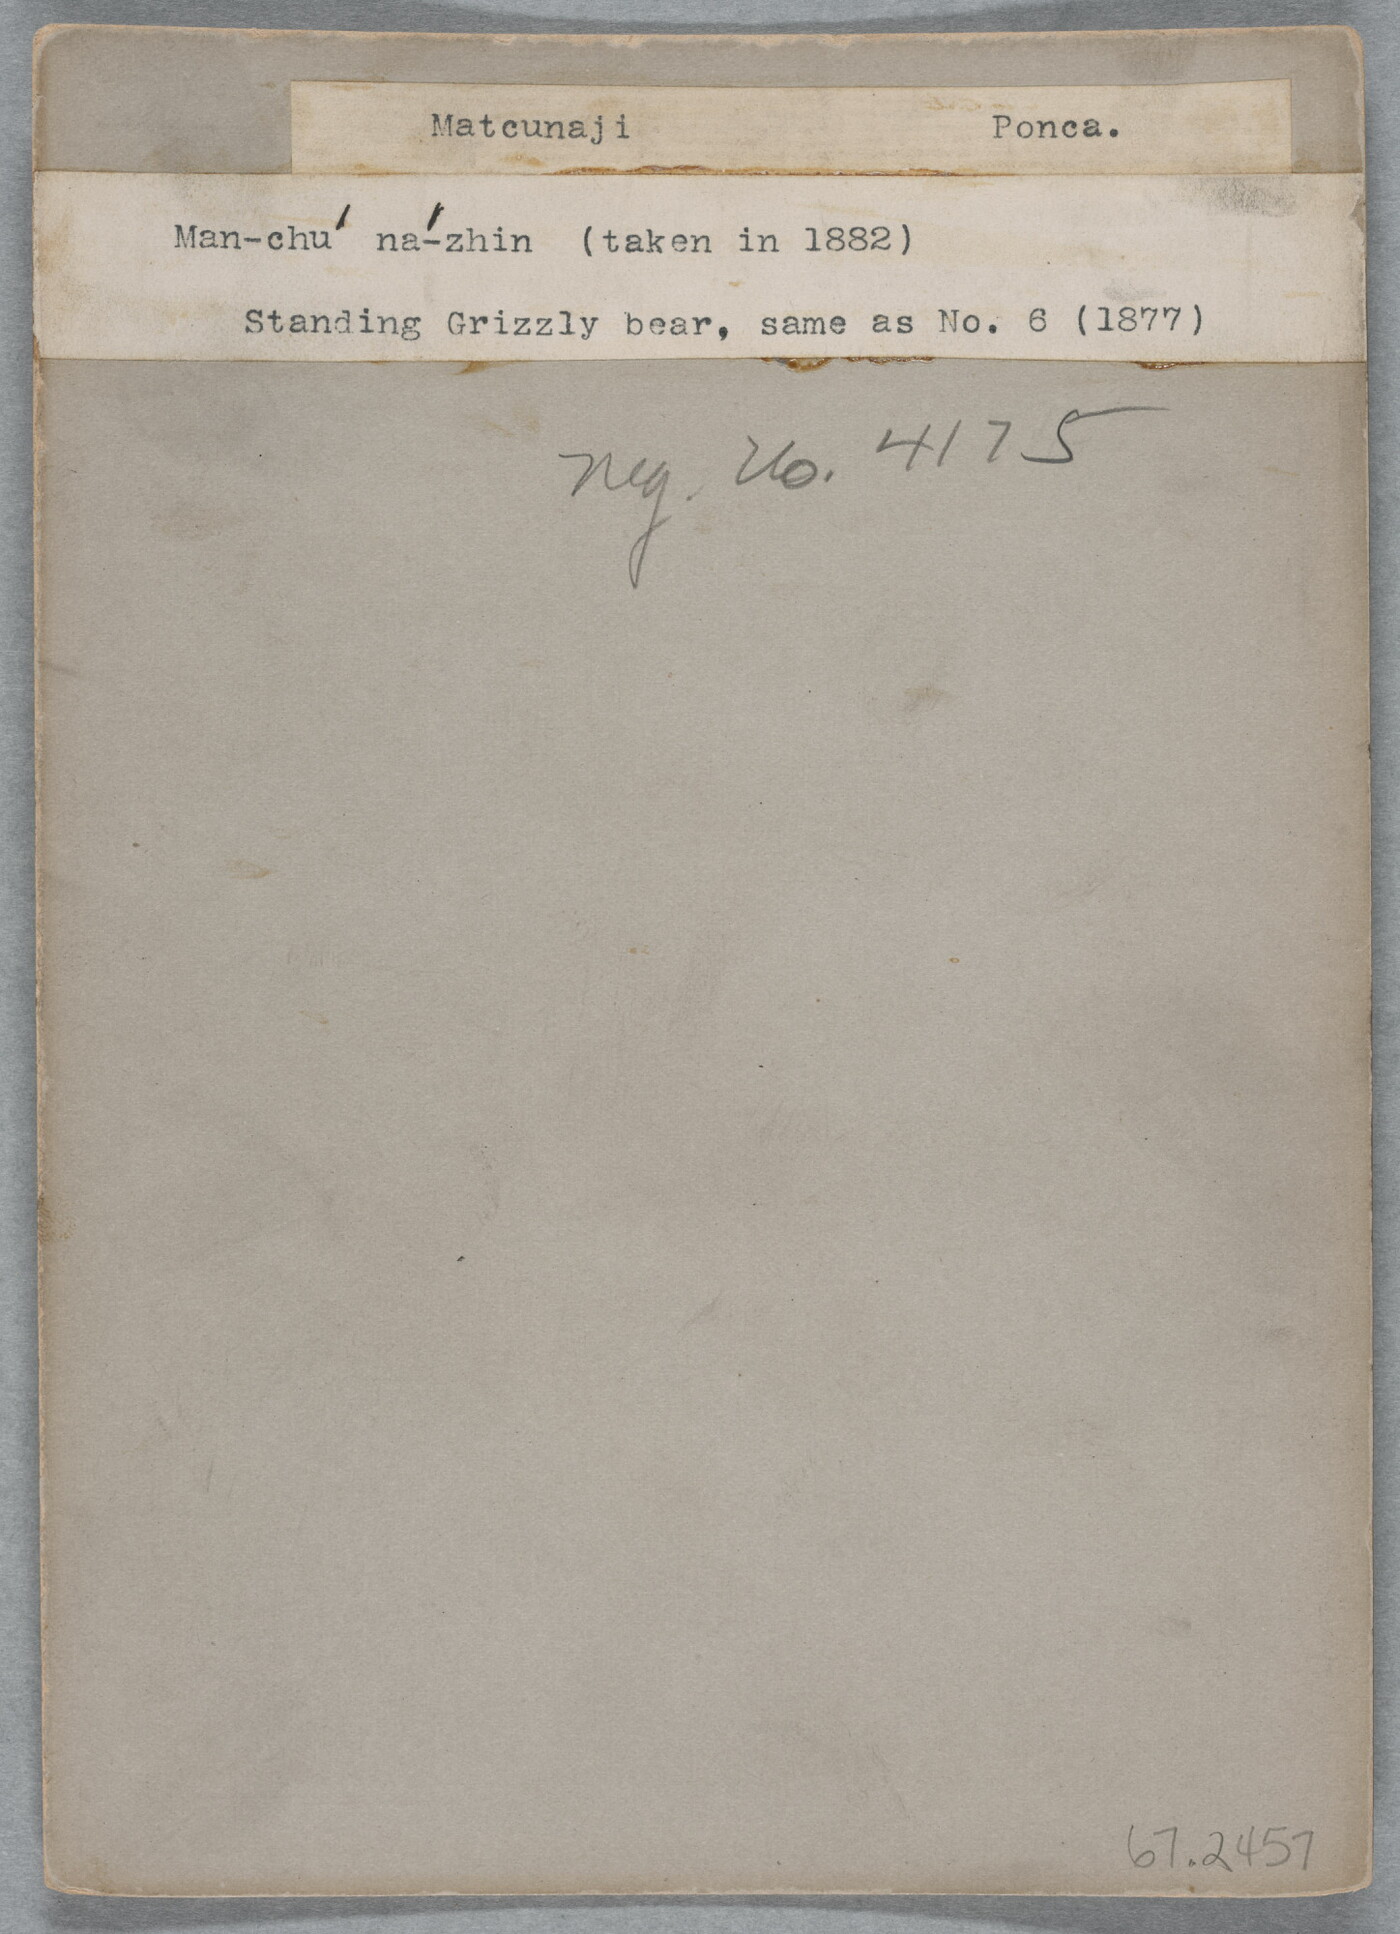 Matcunaji Ponca.
Man-chu´ na´-zhin (taken in 1882)
Standing Grizzly bear, same as No. 6 (1877)
Neg. No. 4175
67.2457